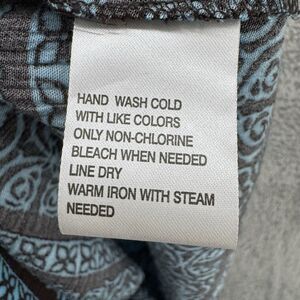 HAND WASH COLD
WITH LIKE COLORS
ONLY NON-CHLORINE
BLEACH WHEN NEEDED
LINE DRY
WARM IRON WITH STEAM
NEEDED